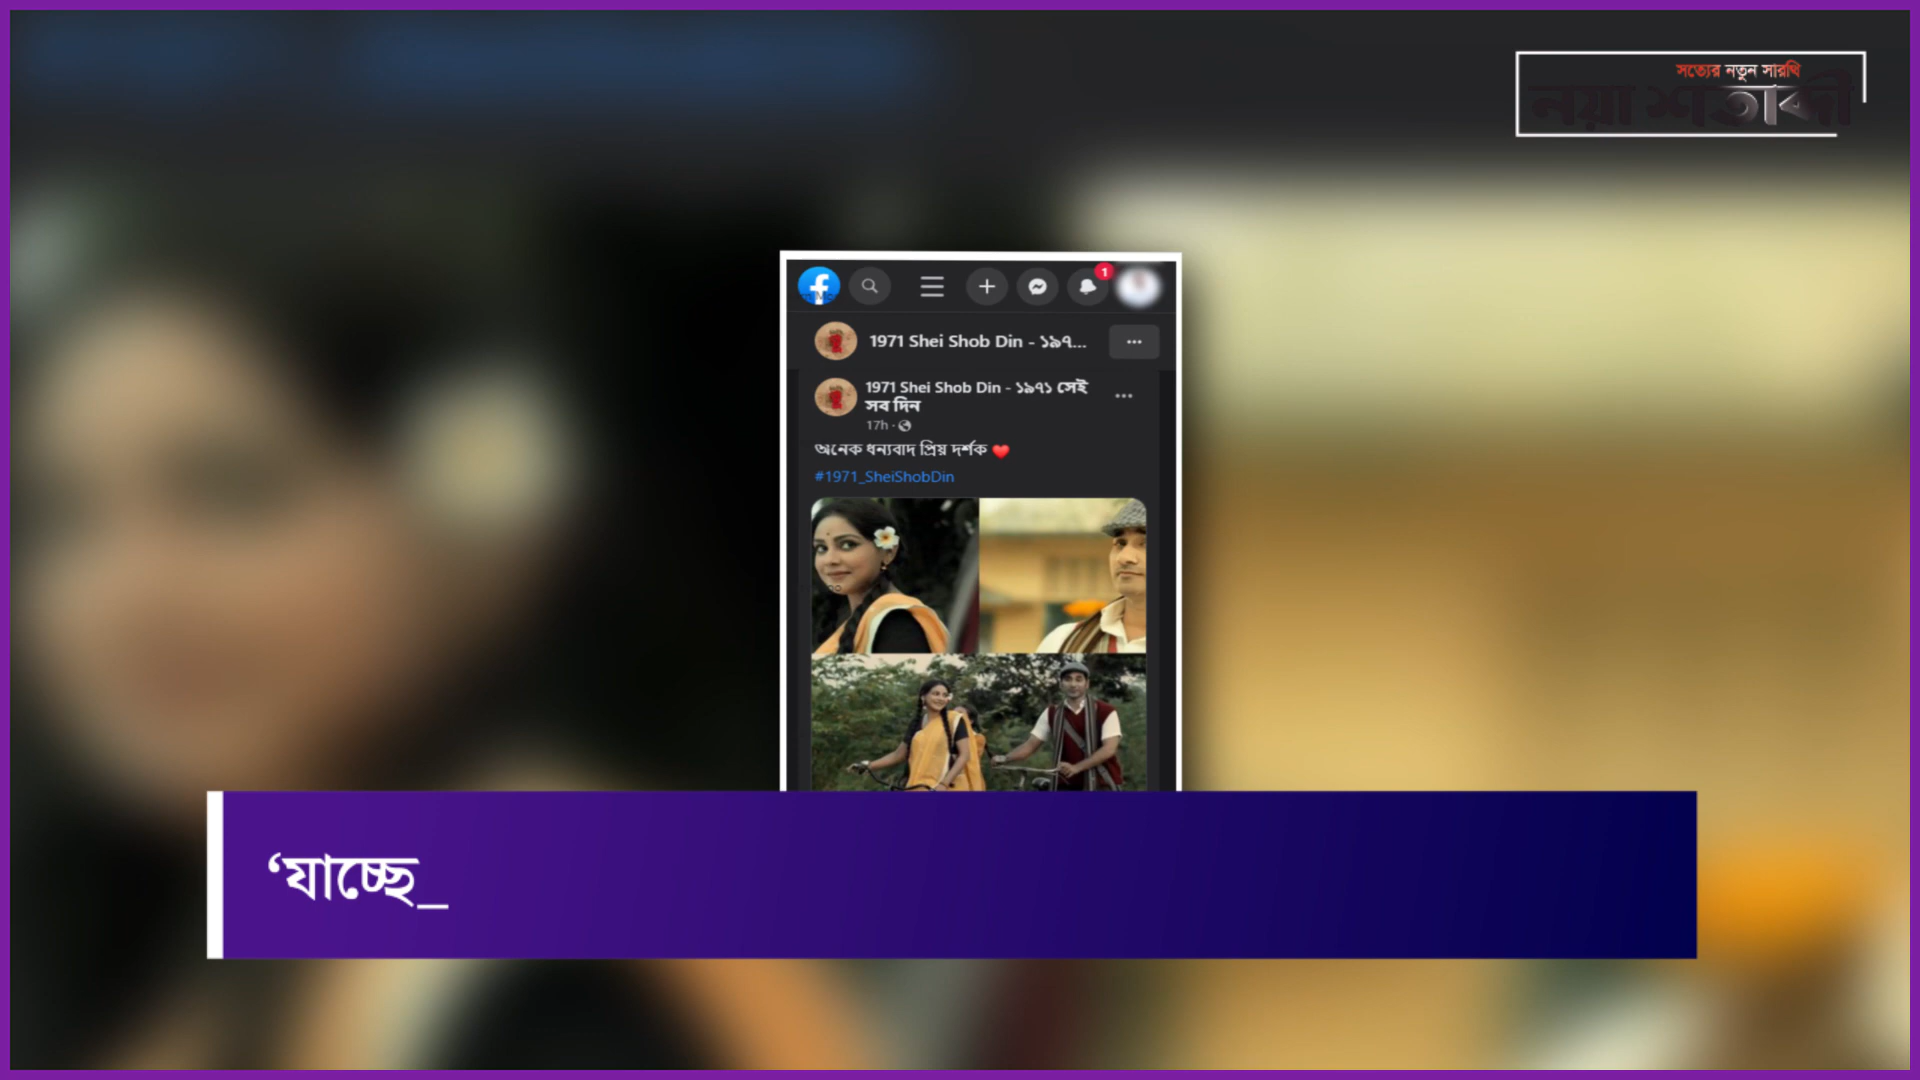 সত্যের নতুন সারথি
নয়া শতাব্দী
1
1971 Shei Shob Din - ১৯৭...
1971 Shei Shob Din - ১৯৭১ সেই
সব দিন
17h
অনেক ধন্যবাদ প্রিয় দর্শক
#1971_SheiShobDin
‘যাচ্ছে_